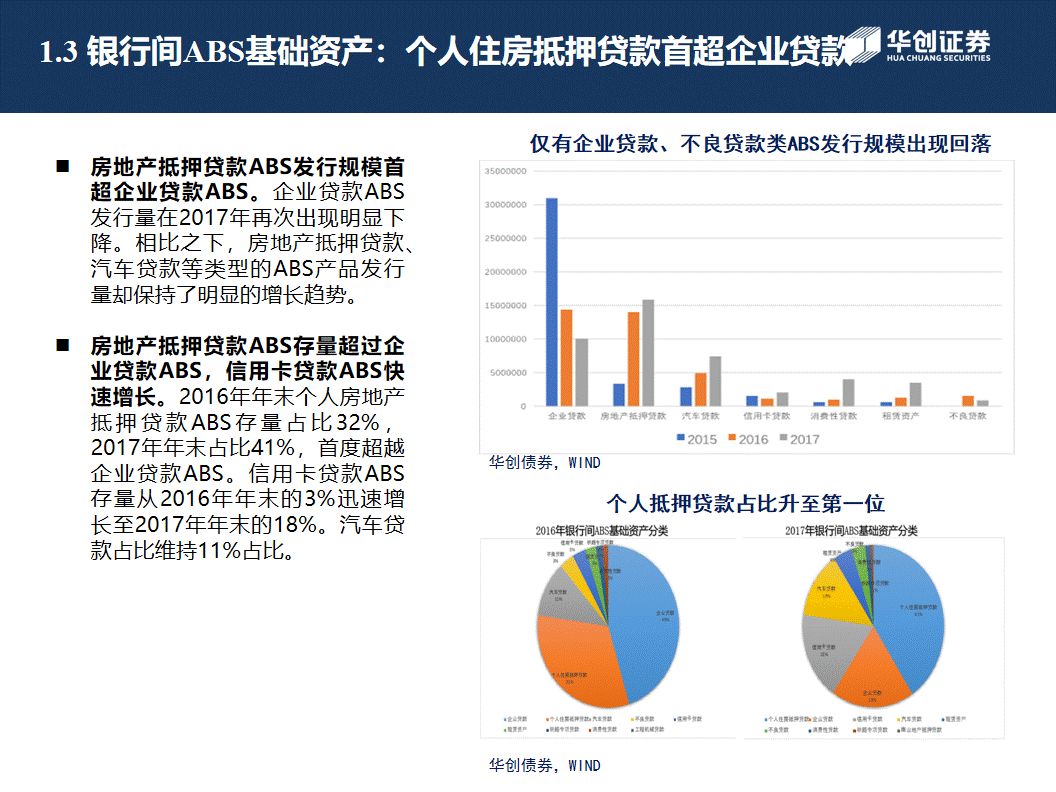 1.3 银行间ABS基础资产：个人住房抵押贷款首超企业贷款
华创证券
HUA CHUANG SECURITIES
■ 房地产抵押贷款ABS发行规模首
超企业贷款ABS。企业贷款ABS
发行量在2017年再次出现明显下
降。相比之下，房地产抵押贷款、
汽车贷款等类型的ABS产品发行
量却保持了明显的增长趋势。
■ 房地产抵押贷款ABS存量超过企
业贷款ABS，信用卡贷款ABS快
速增长。2016年年末个人房地产
抵押贷款ABS存量占比32%，
2017年年末占比41%，首度超越
企业贷款ABS。信用卡贷款ABS
存量从2016年年末的3%迅速增
长至2017年年末的18%。汽车贷
款占比维持11%占比。
仅有企业贷款、不良贷款类ABS发行规模出现回落
35000000
30000000
25000000
20000000
15000000
10000000
5000000
0
企业贷款 房地产抵押贷款 汽车贷款 信用卡贷款 消费性贷款 租赁资产 不良贷款
2015 2016 2017
华创债券，WIND
个人抵押贷款占比升至第一位
2016年银行间ABS基础资产分类
信用卡贷款
不良贷款
汽车贷款
企业贷款
个人住房抵押贷款
企业贷款 个人住房抵押贷款 汽车贷款 不良贷款 信用卡贷款
租赁资产 铁路专项贷款 消费性贷款 工程机械贷款
2017年银行间ABS基础资产分类
不良贷款
租赁资产
汽车贷款
个人住房抵押贷款
41%
信用卡贷款
企业贷款
个人住房抵押贷款 企业贷款 信用卡贷款 汽车贷款 租赁资产
不良贷款 消费性贷款 铁路专项贷款
华创债券，WIND